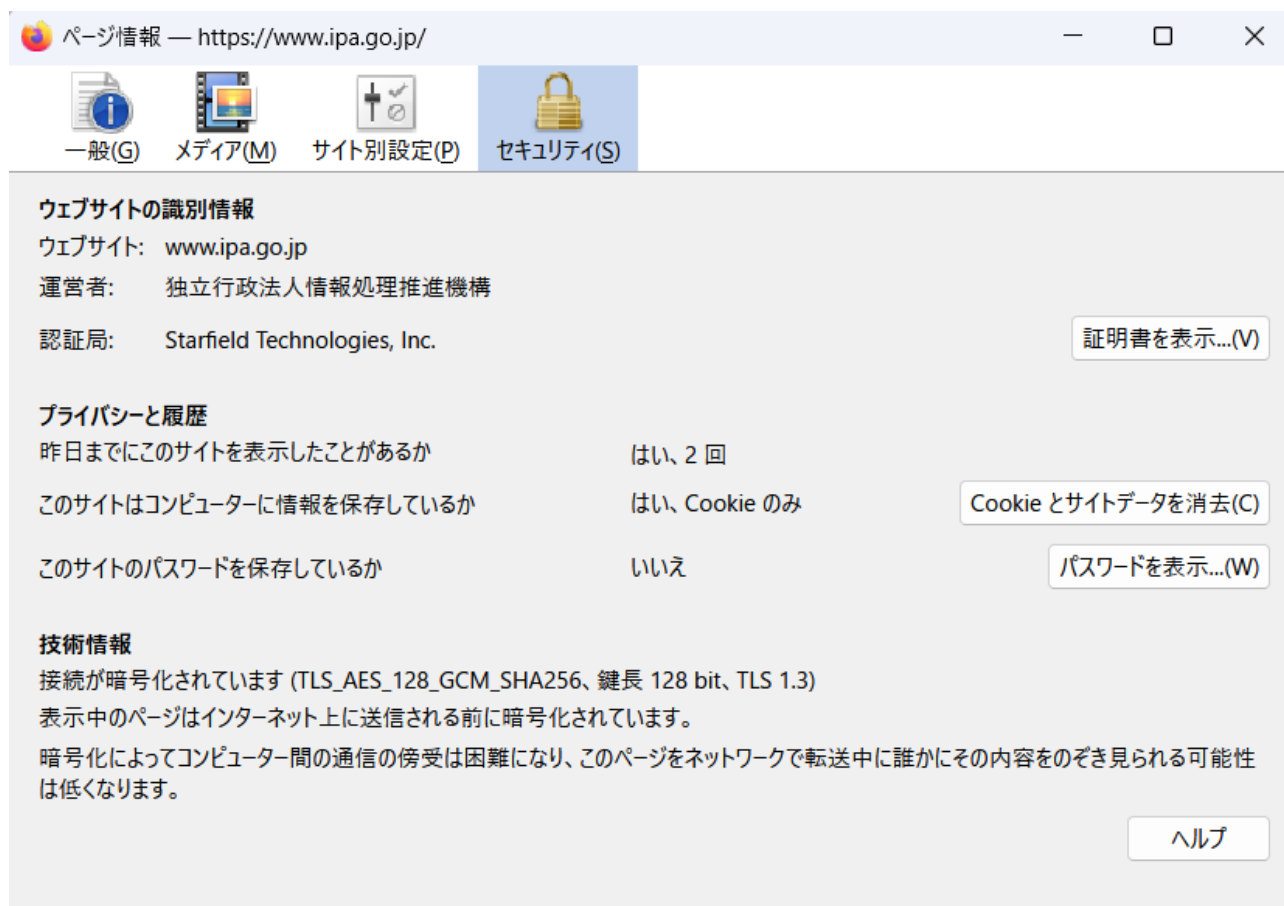 ページ情報 — https://www.ipa.go.jp/
一般(G) メディア(M) サイト別設定(P) セキュリティ(S)
ウェブサイトの識別情報
ウェブサイト: www.ipa.go.jp
運営者: 独立行政法人情報処理推進機構
認証局: Starfield Technologies, Inc. 証明書を表示...(V)
プライバシーと履歴
昨日までにこのサイトを表示したことがあるか はい、2 回
このサイトはコンピューターに情報を保存しているか はい、Cookie のみ Cookie とサイトデータを消去(C)
このサイトのパスワードを保存しているか いいえ パスワードを表示...(W)
技術情報
接続が暗号化されています (TLS_AES_128_GCM_SHA256、鍵長 128 bit、TLS 1.3)
表示中のページはインターネット上に送信される前に暗号化されています。
暗号化によってコンピューター間の通信の傍受は困難になり、このページをネットワークで転送中に誰かにその内容をのぞき見られる可能性
は低くなります。
ヘルプ